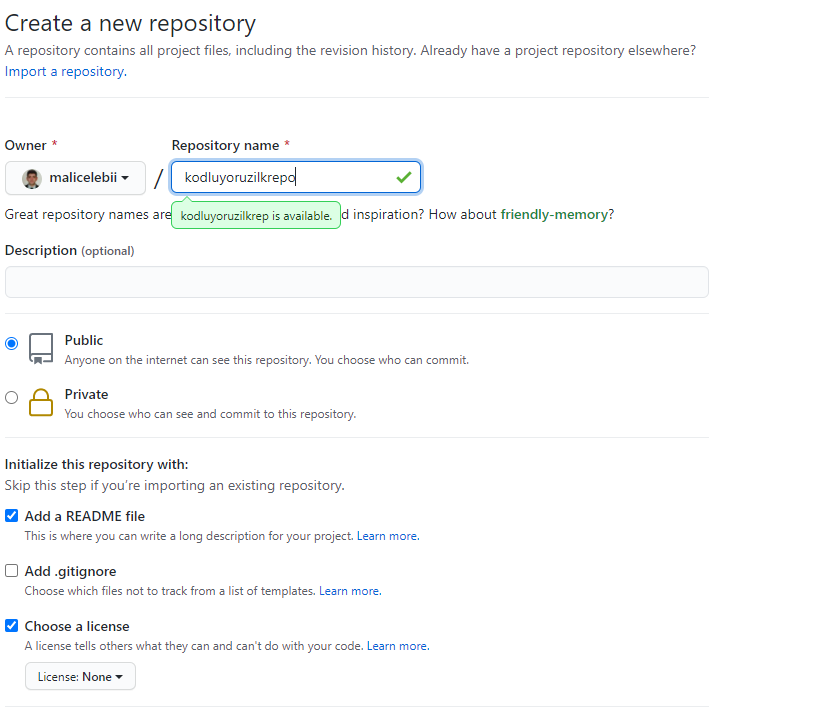 Create a new repository
A repository contains all project files, including the revision history. Already have a project repository elsewhere?
Import a repository.
Owner *
Repository name *
malicelebii
/
kodluyoruzilkrepo
Great repository names are
kodluyoruzilkrep is available.
d inspiration? How about friendly-memory?
Description (optional)
Public
Anyone on the internet can see this repository. You choose who can commit.
Private
You choose who can see and commit to this repository.
Initialize this repository with:
Skip this step if you're importing an existing repository.
Add a README file
This is where you can write a long description for your project. Learn more.
Add .gitignore
Choose which files not to track from a list of templates. Learn more.
Choose a license
A license tells others what they can and can't do with your code. Learn more.
License: None